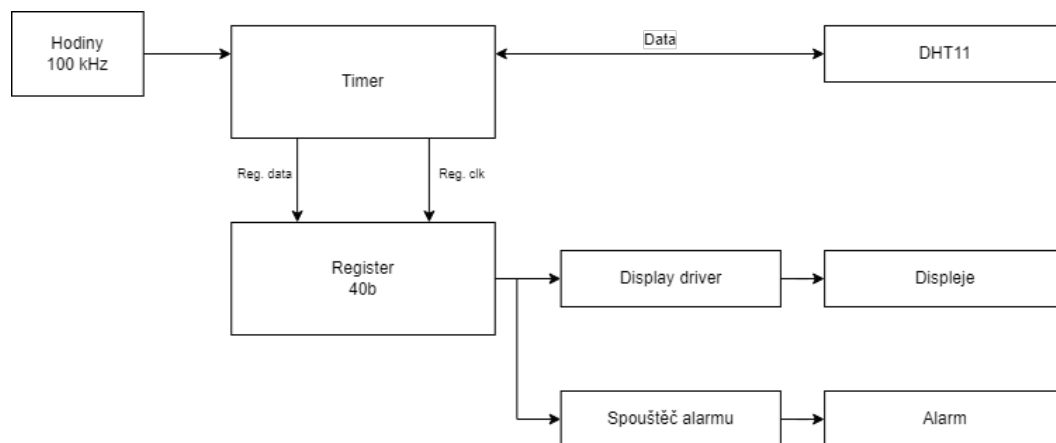 Hodiny
100 kHz
Timer
Data
DHT11
Reg. data
Reg. clk
Register
40b
Display driver
Displeje
Spouštěč alarmu
Alarm